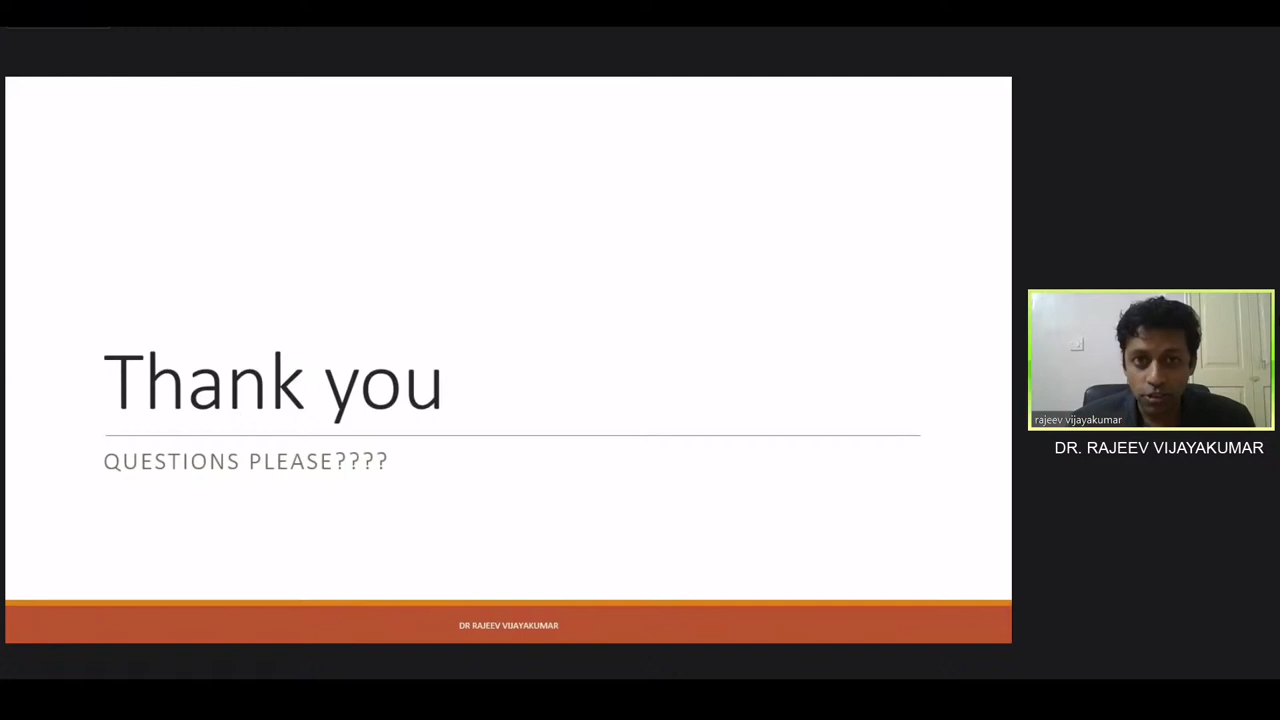 Thank you
QUESTIONS PLEASE????
DR RAJEEV VIJAYAKUMAR
rajeev vijayakumar
DR. RAJEEV VIJAYAKUMAR